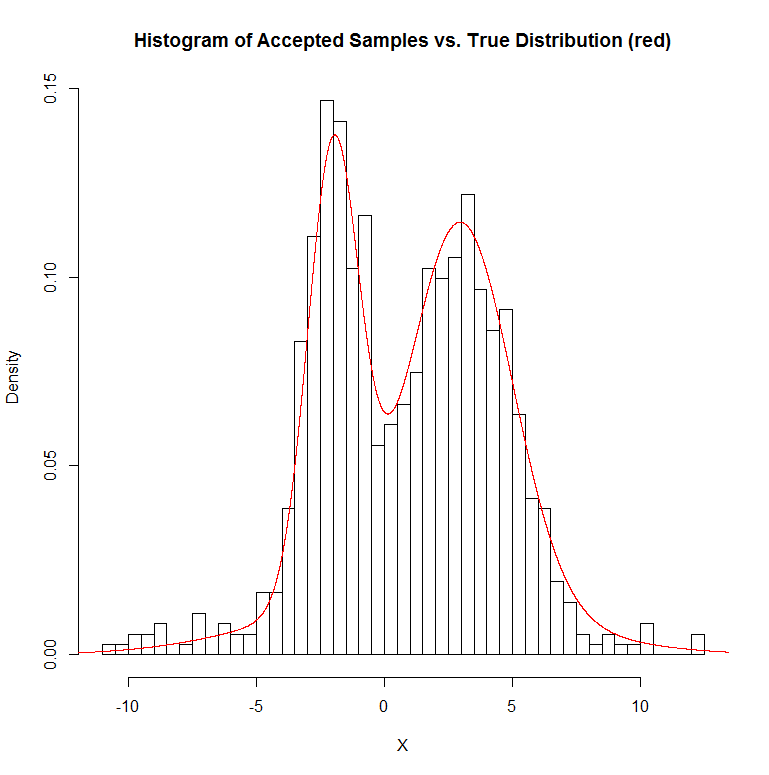 Histogram of Accepted Samples vs. True Distribution (red)
0.15
0.10
0.05
0.00
Density
-10 -5 0 5 10
X